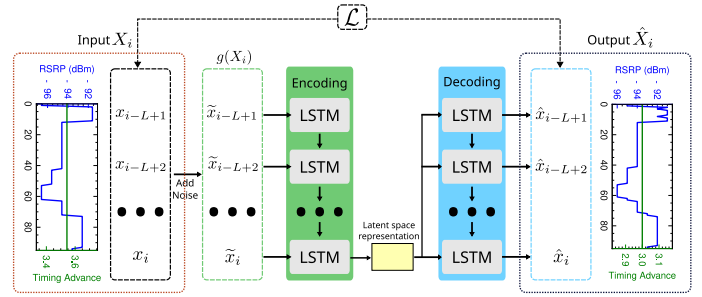 ℒ
Input X_i
Output X̂_i
g(X_i)
RSRP (dBm)
- 96
- 94
- 92
0
20
40
60
80
3.4
3.6
Timing Advance
x_{i-L+1}
x_{i-L+2}
• • •
x_i
Add
Noise
x̃_{i-L+1}
x̃_{i-L+2}
• • •
x̃_i
Encoding
LSTM
LSTM
• • •
LSTM
Latent space
representation
Decoding
LSTM
LSTM
• • •
LSTM
x̂_{i-L+1}
x̂_{i-L+2}
• • •
x̂_i
RSRP (dBm)
- 96
- 94
- 92
0
20
40
60
80
2.9
3.0
3.1
Timing Advance